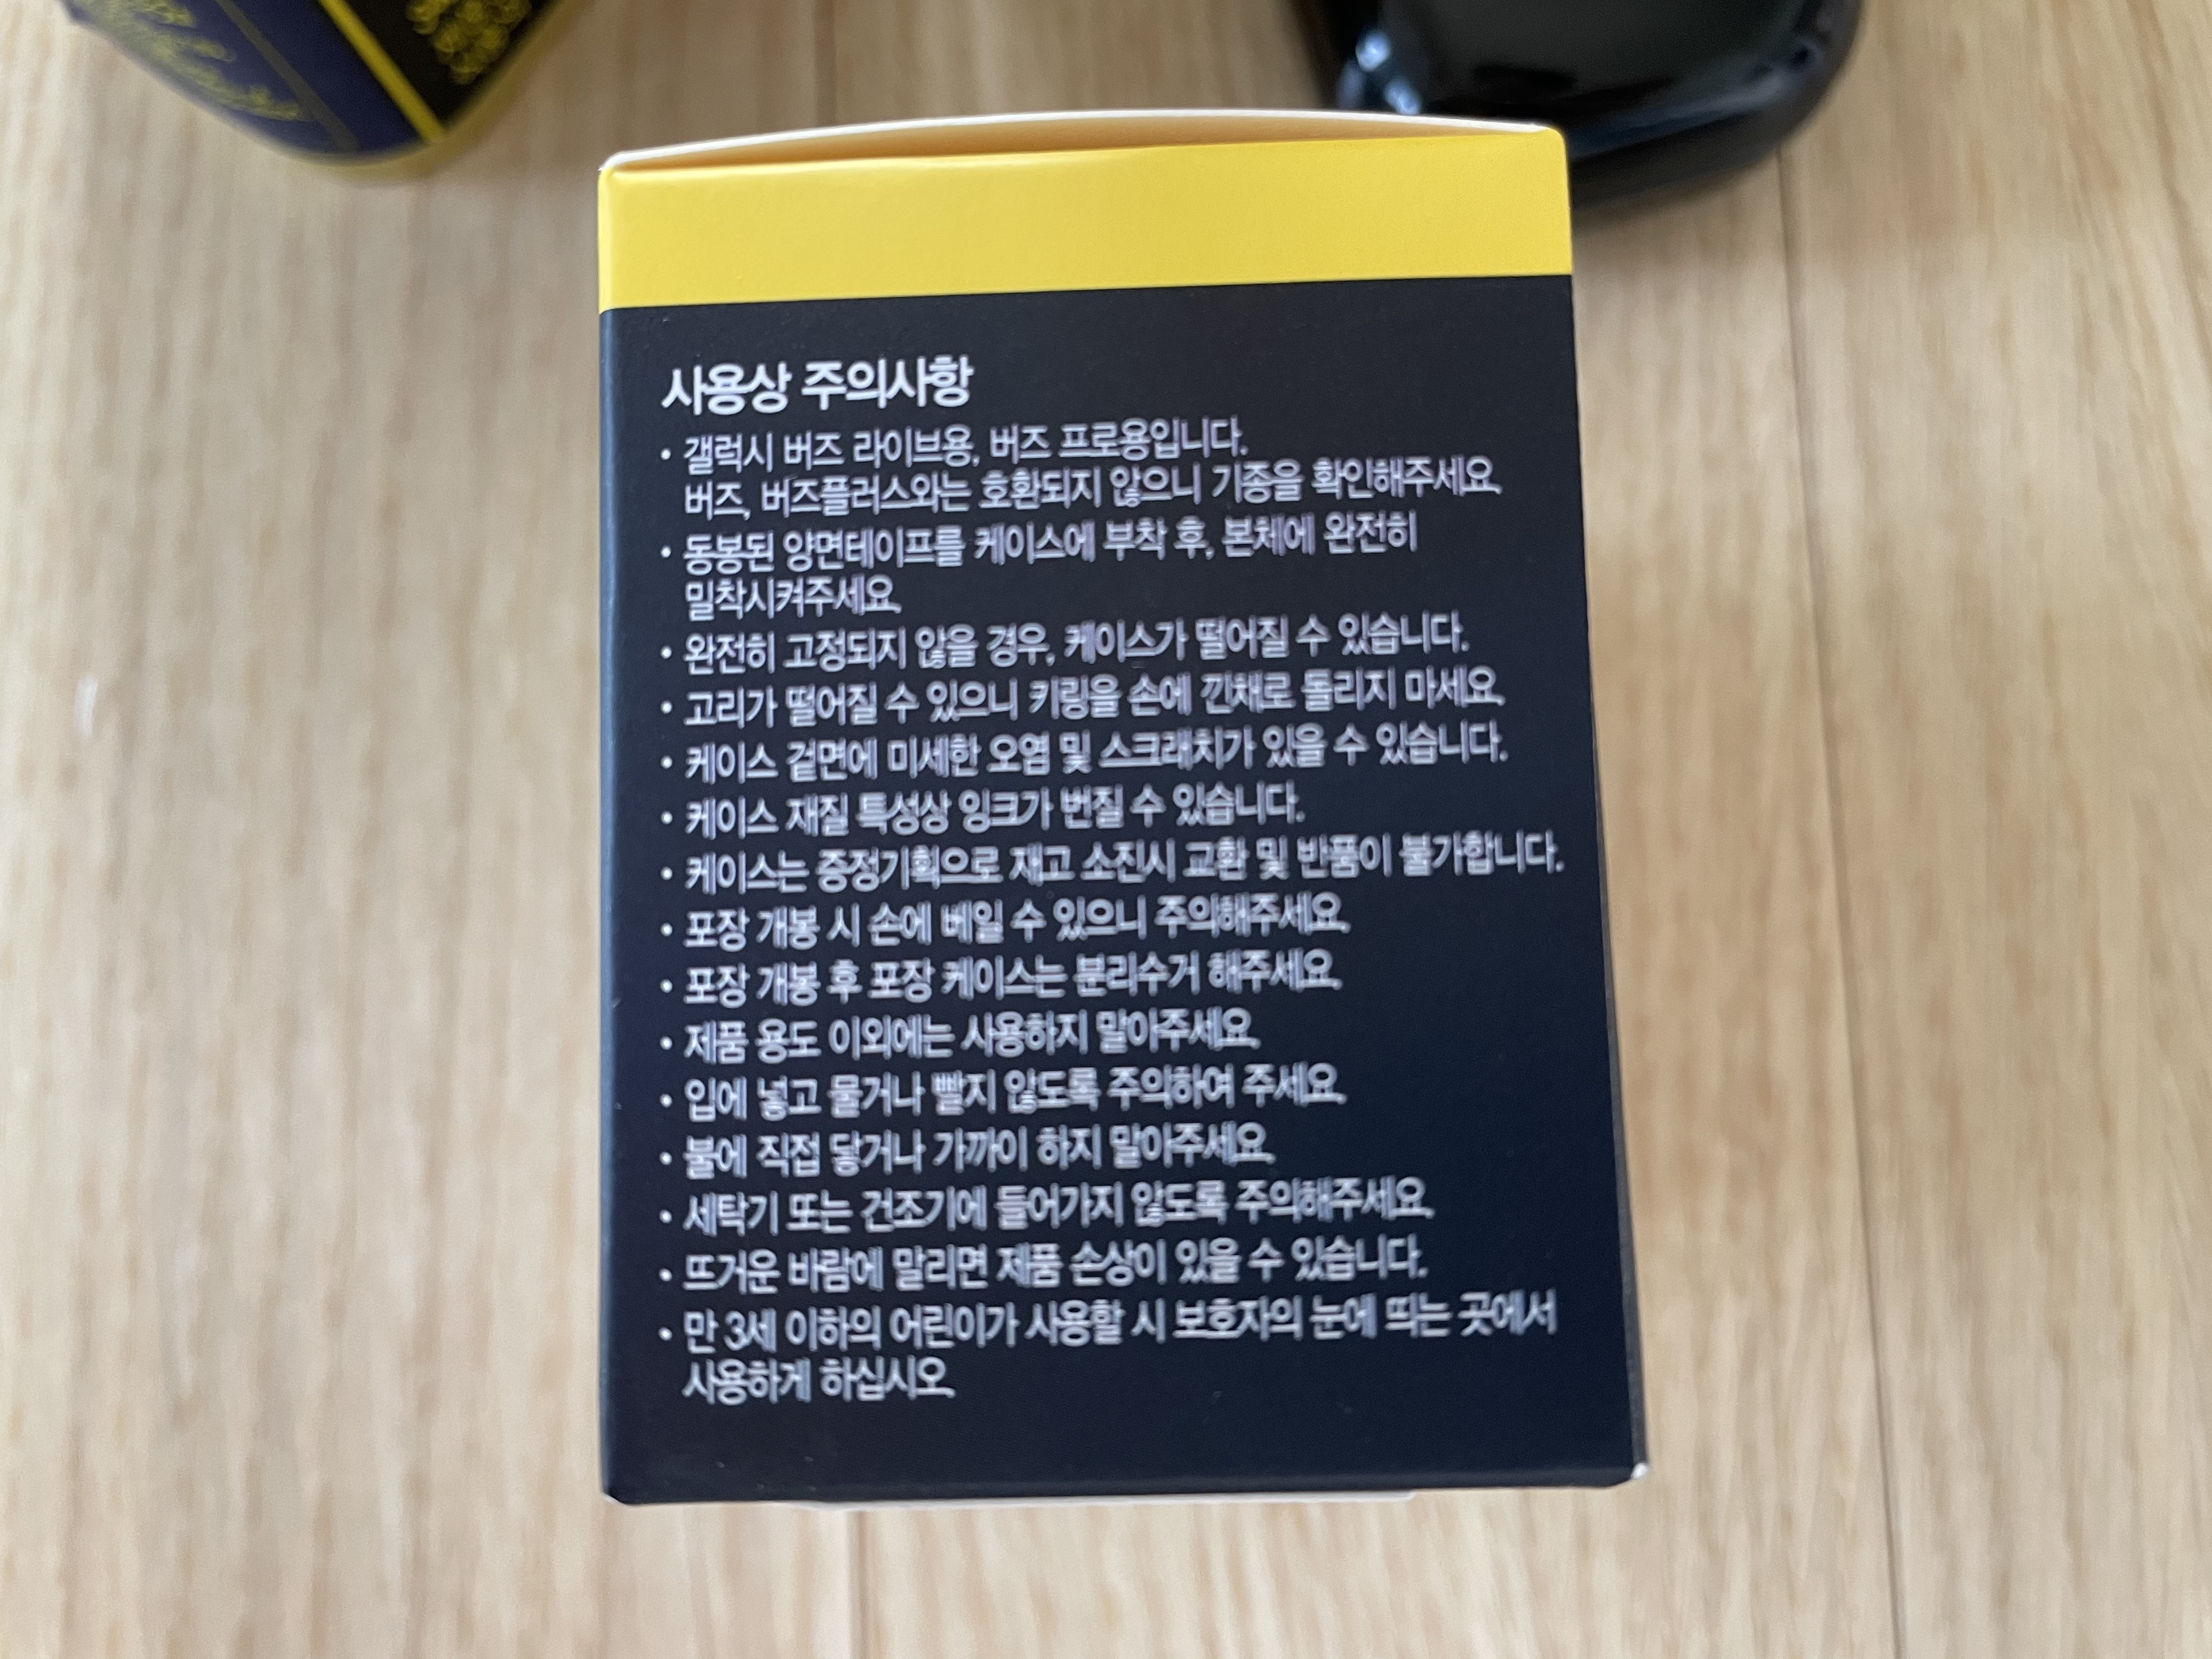 사용상 주의사항
• 갤럭시 버즈 라이브용, 버즈 프로용입니다.
버즈, 버즈플러스와는 호환되지 않으니 기종을 확인해주세요.
• 동봉된 양면테이프를 케이스에 부착 후, 본체에 완전히
밀착시켜주세요.
• 완전히 고정되지 않을 경우, 케이스가 떨어질 수 있습니다.
• 고리가 떨어질 수 있으니 키링을 손에 낀채로 돌리지 마세요.
• 케이스 겉면에 미세한 오염 및 스크래치가 있을 수 있습니다.
• 케이스 재질 특성상 잉크가 번질 수 있습니다.
• 케이스는 증정기획으로 재고 소진시 교환 및 반품이 불가합니다.
• 포장 개봉 시 손에 베일 수 있으니 주의해주세요.
• 포장 개봉 후 포장 케이스는 분리수거 해주세요.
• 제품 용도 이외에는 사용하지 말아주세요.
• 입에 넣고 물거나 빨지 않도록 주의하여 주세요.
• 불에 직접 닿거나 가까이 하지 말아주세요.
• 세탁기 또는 건조기에 들어가지 않도록 주의해주세요.
• 뜨거운 바람에 말리면 제품 손상이 있을 수 있습니다.
• 만 3세 이하의 어린이가 사용할 시 보호자의 눈에 띄는 곳에서
사용하게 하십시오.